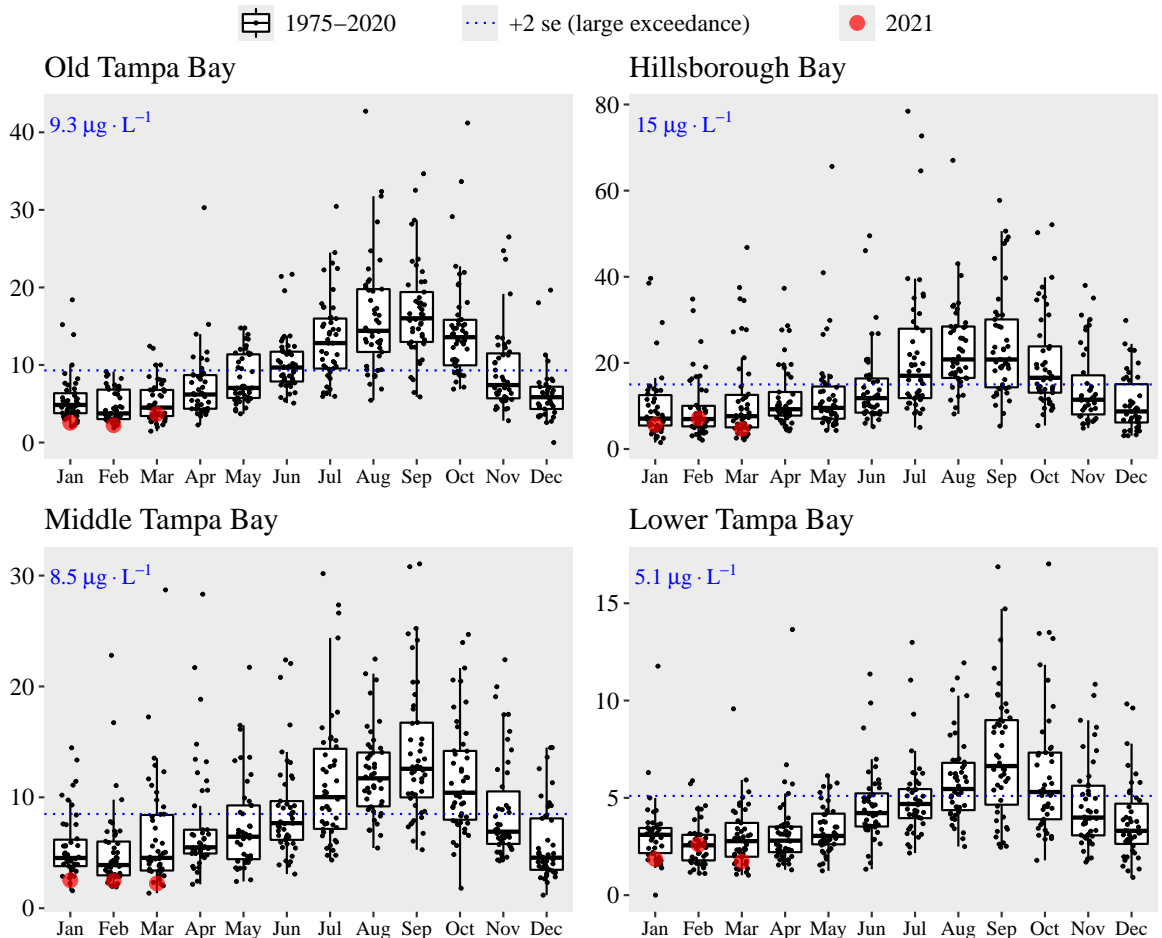 1975–2020 +2 se (large exceedance) 2021
Old Tampa Bay
9.3 μg · L⁻¹
40
30
20
10
0
Jan Feb Mar Apr May Jun Jul Aug Sep Oct Nov Dec
Hillsborough Bay
15 μg · L⁻¹
80
60
40
20
0
Jan Feb Mar Apr May Jun Jul Aug Sep Oct Nov Dec
Middle Tampa Bay
8.5 μg · L⁻¹
30
20
10
0
Jan Feb Mar Apr May Jun Jul Aug Sep Oct Nov Dec
Lower Tampa Bay
5.1 μg · L⁻¹
15
10
5
0
Jan Feb Mar Apr May Jun Jul Aug Sep Oct Nov Dec